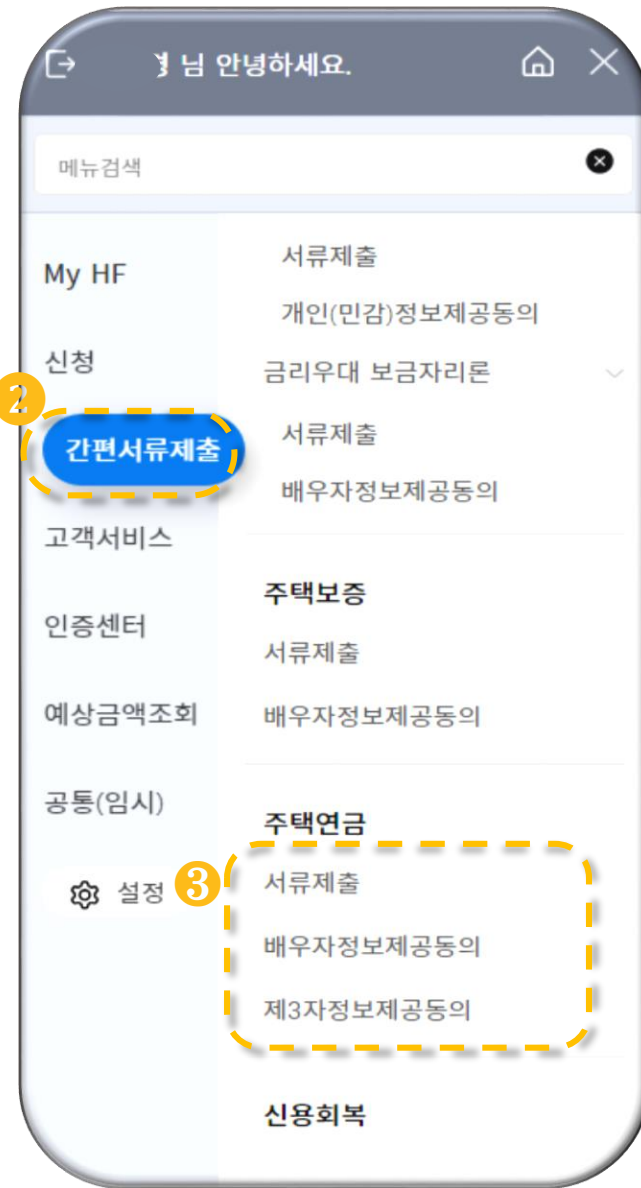 님 안녕하세요.
메뉴검색
My HF
신청
2
간편서류제출
고객서비스
인증센터
예상금액조회
공통(임시)
설정
서류제출
개인(민감)정보제공동의
금리우대 보금자리론
서류제출
배우자정보제공동의
주택보증
서류제출
배우자정보제공동의
주택연금
3
서류제출
배우자정보제공동의
제3자정보제공동의
신용회복